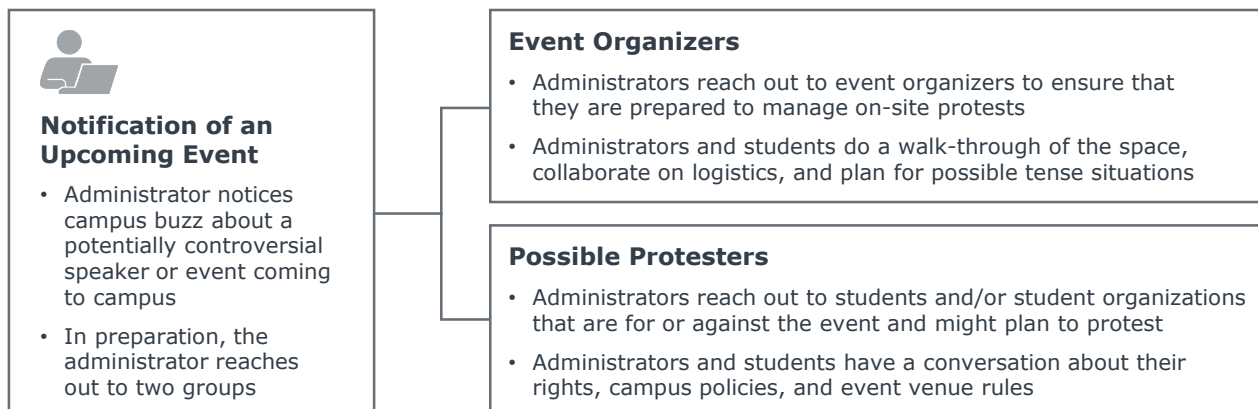 Notification of an
Upcoming Event
• Administrator notices
campus buzz about a
potentially controversial
speaker or event coming
to campus
• In preparation, the
administrator reaches
out to two groups
Event Organizers
• Administrators reach out to event organizers to ensure that
they are prepared to manage on-site protests
• Administrators and students do a walk-through of the space,
collaborate on logistics, and plan for possible tense situations
Possible Protesters
• Administrators reach out to students and/or student organizations
that are for or against the event and might plan to protest
• Administrators and students have a conversation about their
rights, campus policies, and event venue rules